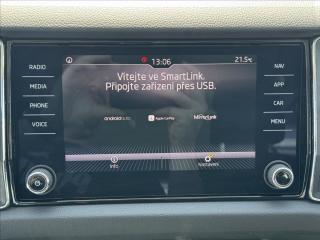 13:06
21.5°C
RADIO
MEDIA
PHONE
VOICE
Vítejte ve SmartLink.
Připojte zařízení přes USB.
androidauto
Apple CarPlay
MirrorLink
Info
Nastavení
NAV
APP
CAR
MENU